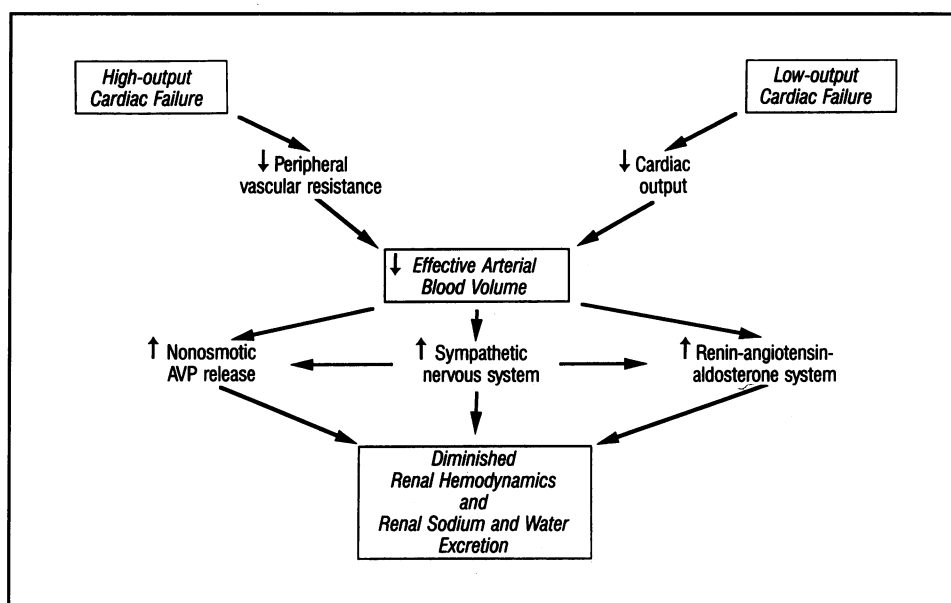 High-output
Cardiac Failure
Low-output
Cardiac Failure
↓ Peripheral
vascular resistance
↓ Cardiac
output
↓ Effective Arterial
Blood Volume
↑ Nonosmotic
AVP release
↑ Sympathetic
nervous system
↑ Renin-angiotensin-
aldosterone system
Diminished
Renal Hemodynamics
and
Renal Sodium and Water
Excretion